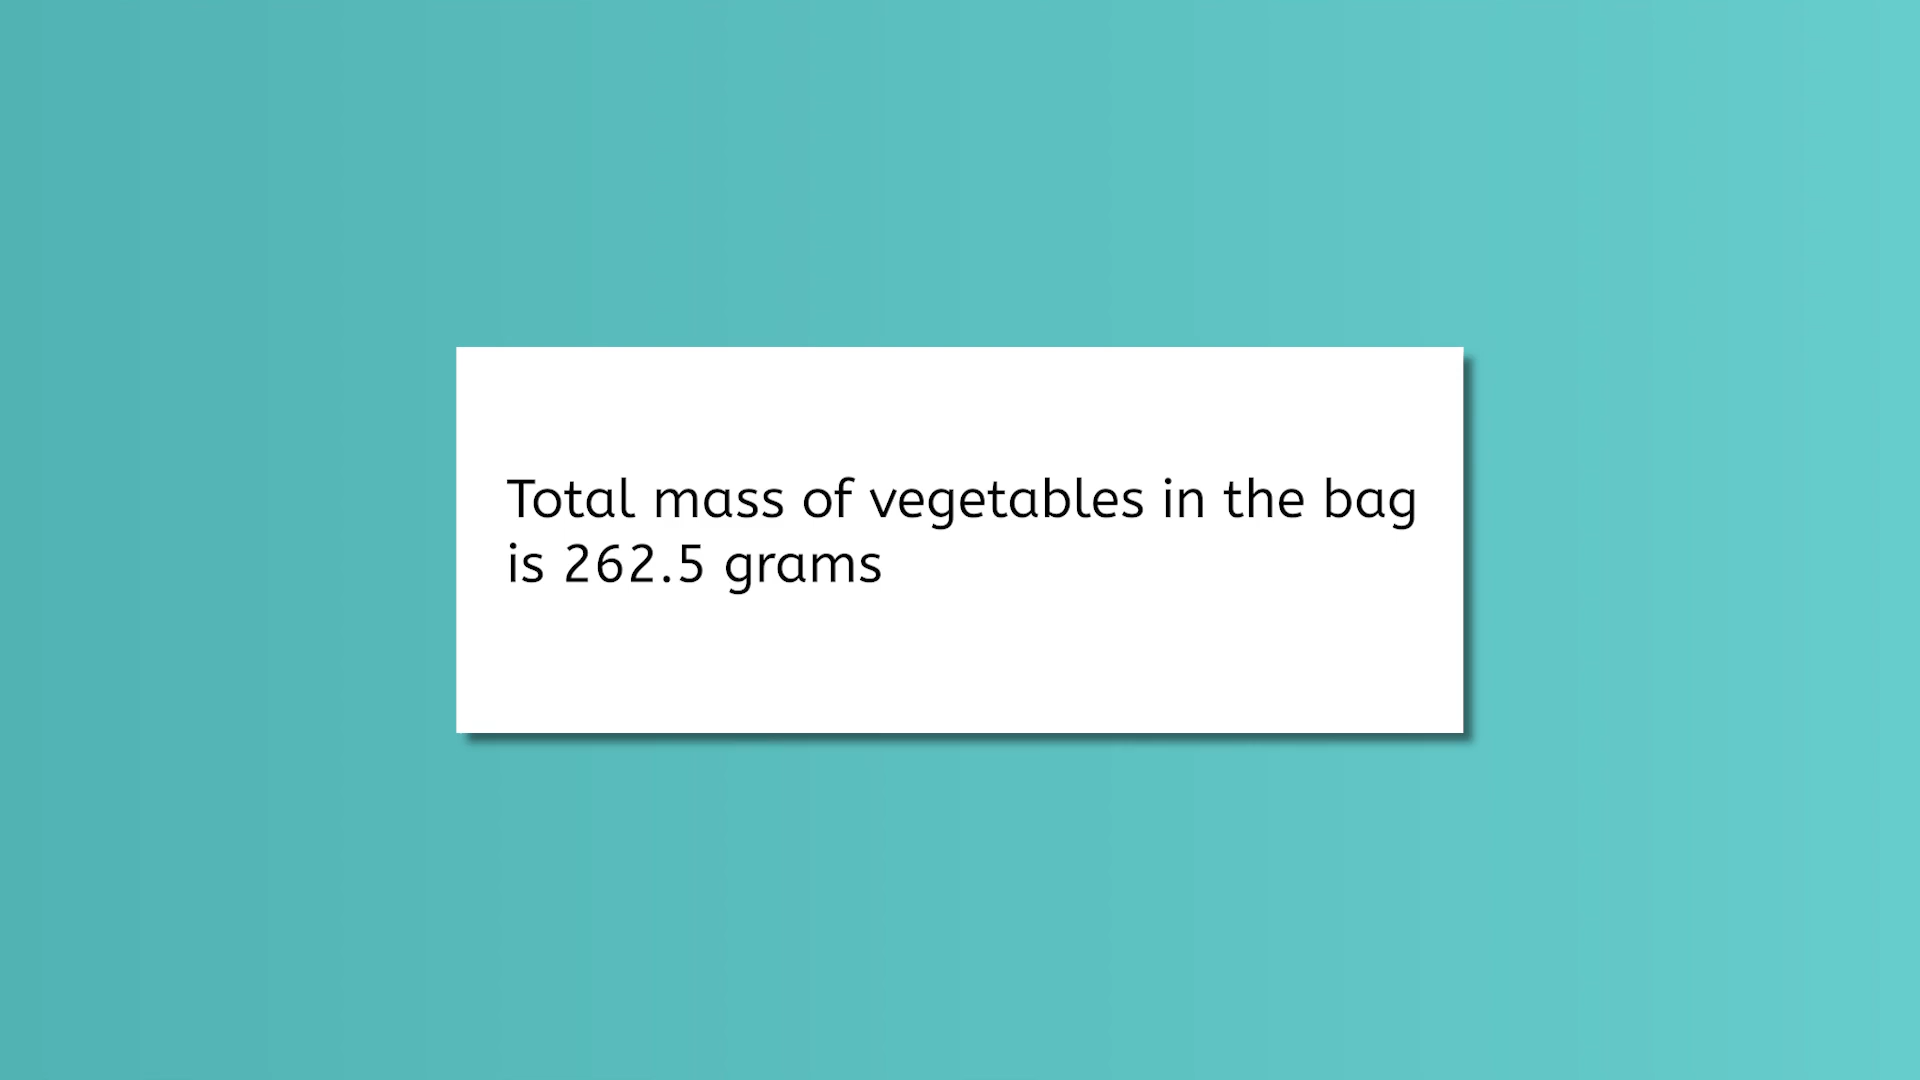 Total mass of vegetables in the bag
is 262.5 grams